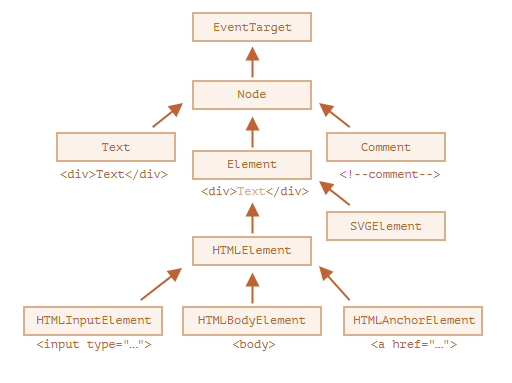 EventTarget
Node
Text
Element
Comment
<div>Text</div>
<div>Text</div>
<!--comment-->
SVGElement
HTMLElement
HTMLInputElement
HTMLBodyElement
HTMLAnchorElement
<input type="…">
<body>
<a href="…">